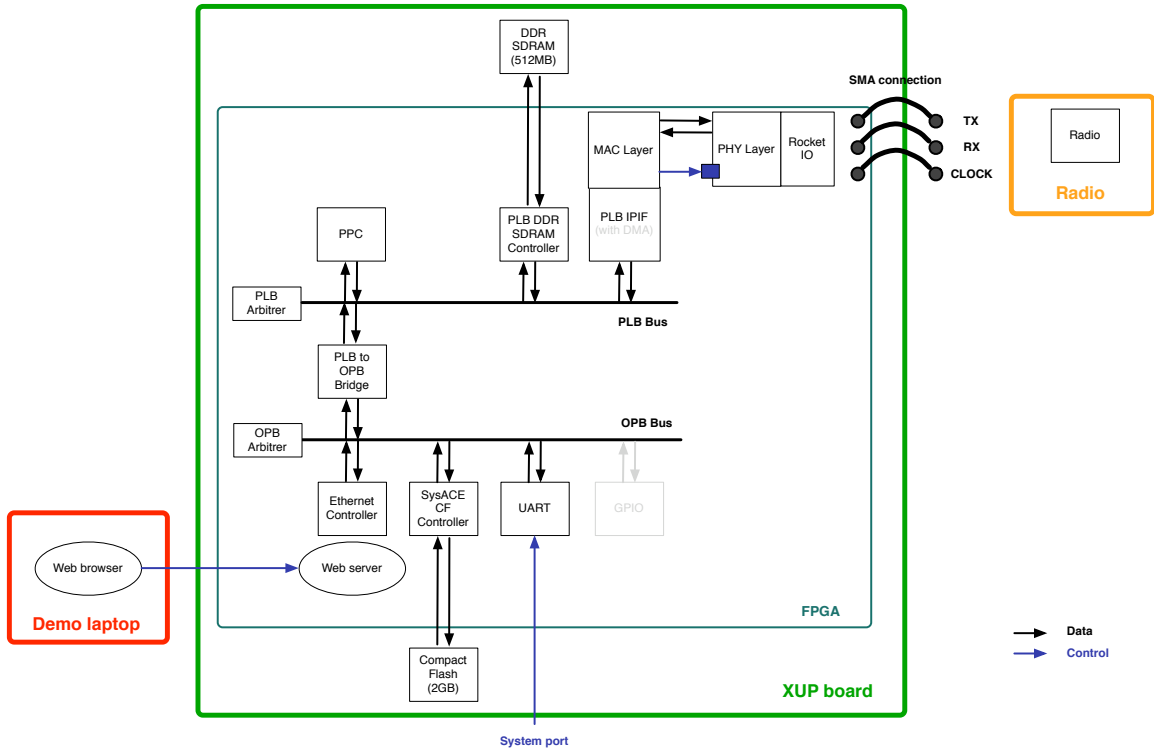 DDR
SDRAM
(512MB)
SMA connection
MAC Layer
PHY Layer
Rocket
IO
TX
RX
CLOCK
Radio
Radio
PPC
PLB DDR
SDRAM
Controller
PLB IPIF
(with DMA)
PLB
Arbitrer
PLB Bus
PLB to
OPB
Bridge
OPB
Arbitrer
OPB Bus
Ethernet
Controller
SysACE
CF
Controller
UART
GPIO
Web browser
Web server
Demo laptop
FPGA
Compact
Flash
(2GB)
XUP board
Data
Control
System port